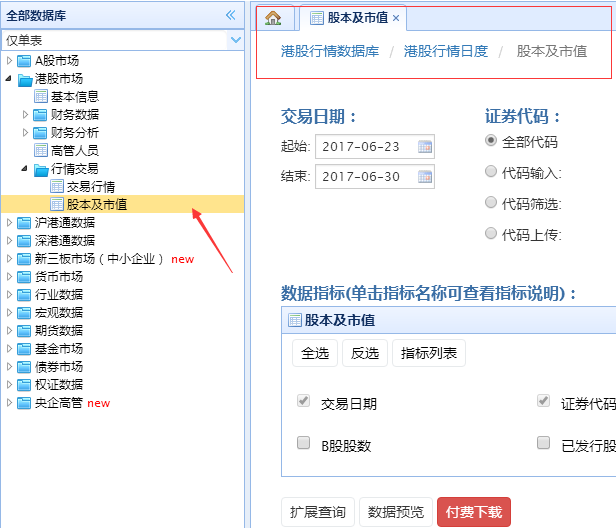 全部数据库
仅单表
A股市场
港股市场
基本信息
财务数据
财务分析
高管人员
行情交易
交易行情
股本及市值
沪港通数据
深港通数据
新三板市场（中小企业） new
货币市场
行业数据
宏观数据
期货数据
基金市场
债券市场
权证数据
央企高管 new
股本及市值
港股行情数据库 / 港股行情日度 / 股本及市值
交易日期：
起始: 2017-06-23
结束: 2017-06-30
证券代码：
全部代码
代码输入:
代码筛选:
代码上传:
数据指标(单击指标名称可查看指标说明)：
股本及市值
全选 反选 指标列表
交易日期 证券代码
B股股数 已发行股
扩展查询 数据预览 付费下载